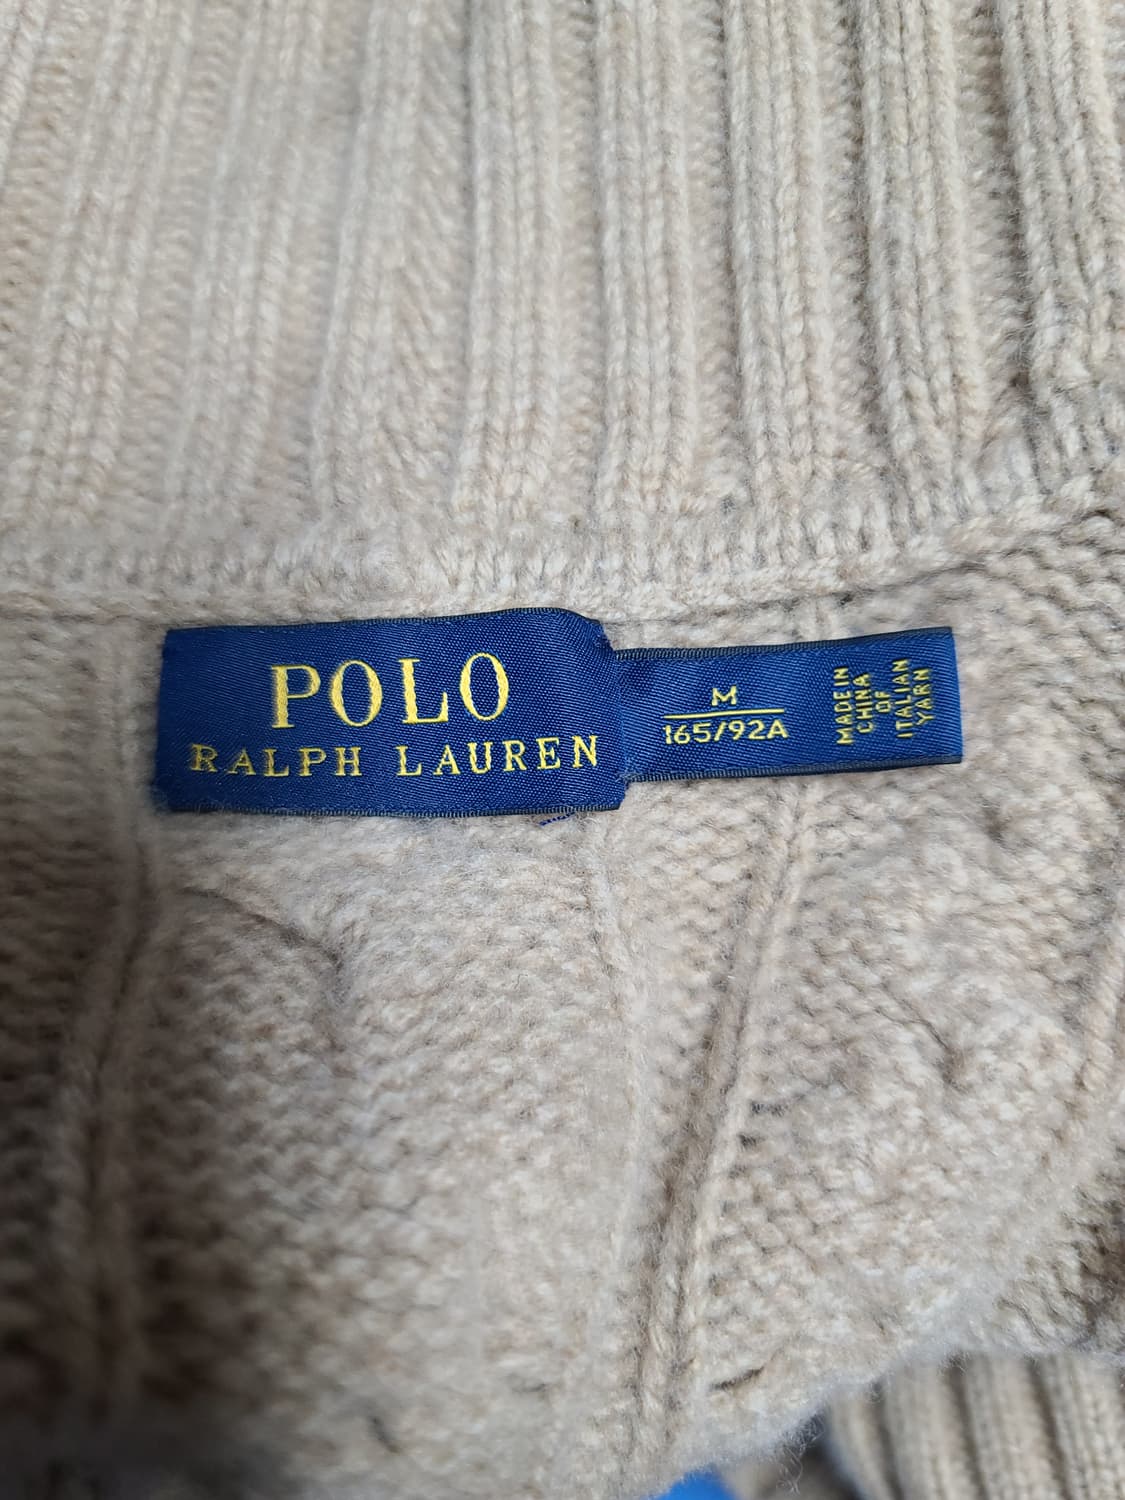 POLO
RALPH LAUREN
M
165/92A
MADE IN
CHINA
OF
ITALIAN
YARN